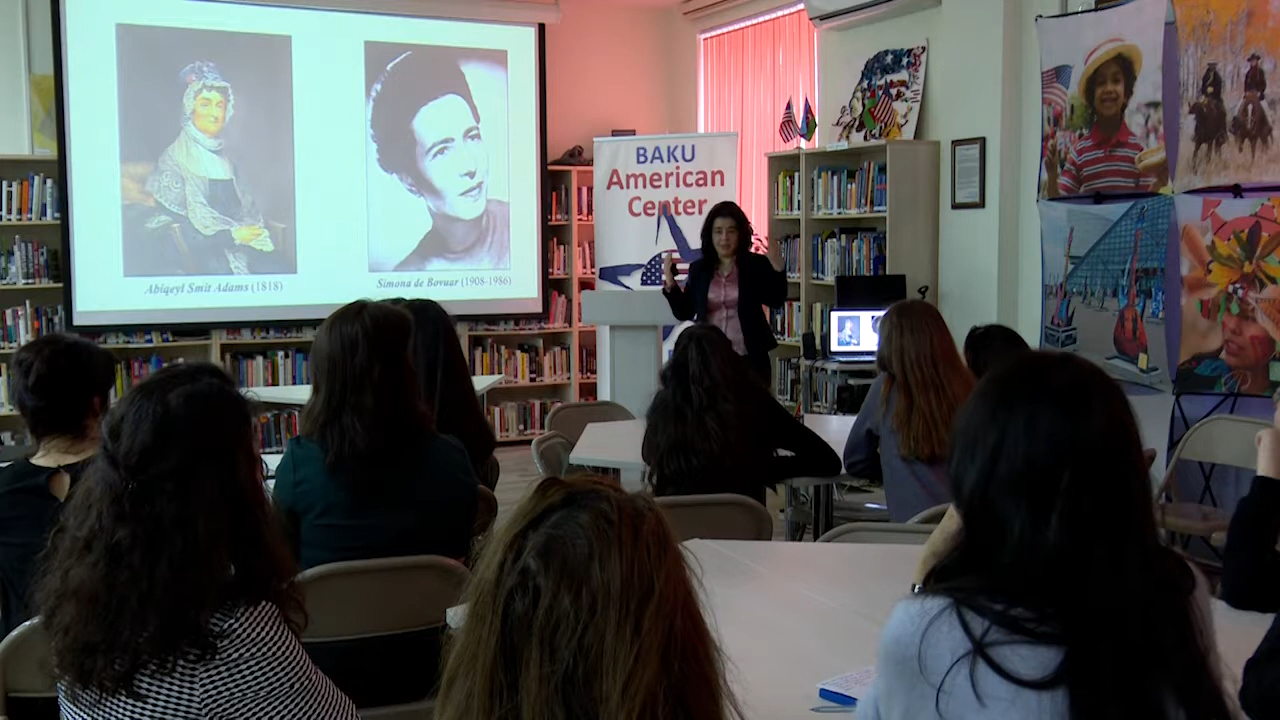 Abiqeyl Smit Adams (1818)
Simona de Bovuar (1908-1986)
BAKU
American
Center